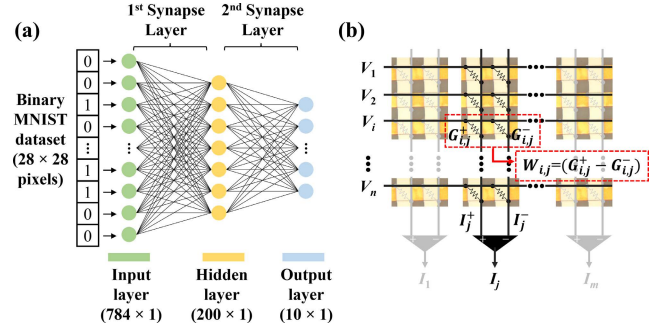 (a)
1st Synapse
Layer
2nd Synapse
Layer
Binary
MNIST
dataset
(28 × 28
pixels)
0
0
1
0
⋮
1
1
0
0
Input
layer
(784 × 1)
Hidden
layer
(200 × 1)
Output
layer
(10 × 1)
(b)
V1
V2
Vi
Vn
G+i,j
G−i,j
Wi,j=(G+i,j − G−i,j)
I+j
I−j
+ −
+ −
+ −
I1
Ij
Im